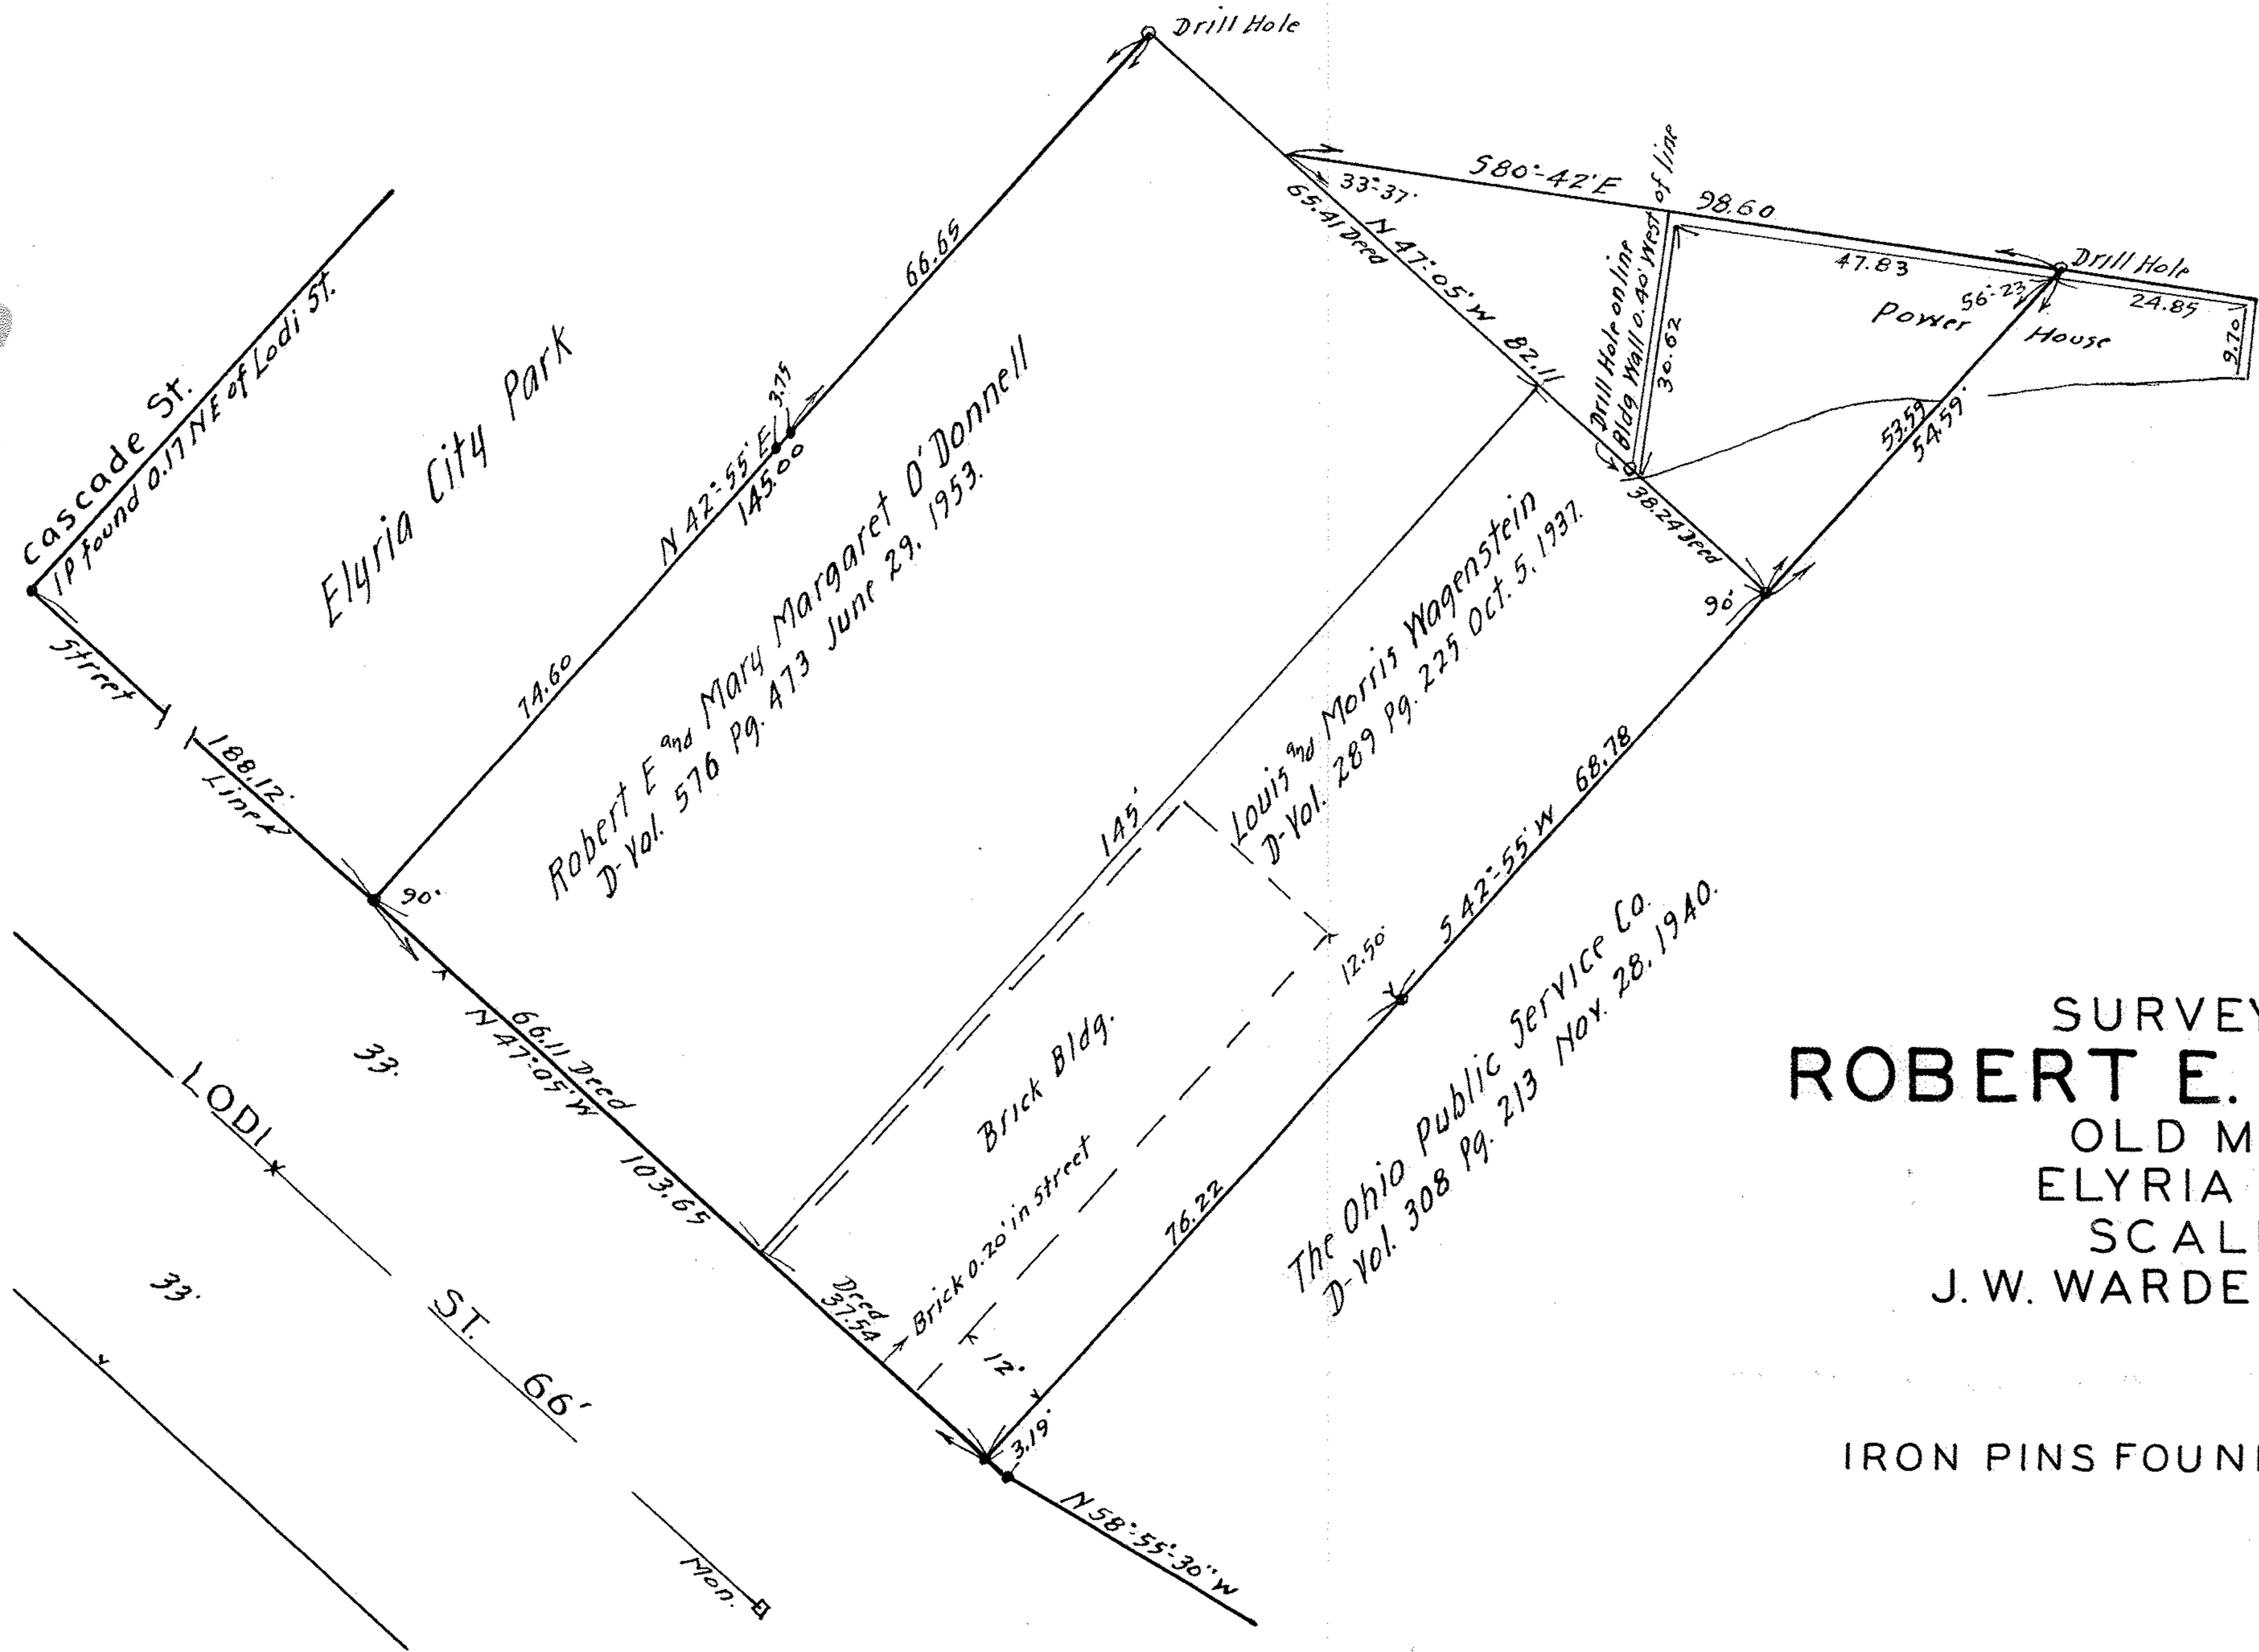 Drill Hole
S80°-42'E
98.60
33°-37'
65.41 Deed
N 47°-05' W
82.11
Drill Hole on line
Bldg Wall 0.40' West of line
30.62
47.83
Drill Hole
56°-23'
24.85
9.70
Power House
53.59
54.59'
38.24 Deed
90°
66.65
3.75
N 42°-55' E
145.00
74.60
Cascade St.
IP found 0.17 NE of Lodi St.
Elyria City Park
Street
188.12'
Line
90°
Robert E and Mary Margaret O'Donnell
D-Vol. 576 Pg. 473 June 29, 1953.
Louis and Morris Wagenstein
D-Vol. 289 Pg. 225 Oct. 5, 1937.
145'
68.78
S 42°-55' W
12.50'
The Ohio Public Service Co.
D-Vol. 308 Pg. 213 Nov. 28, 1940.
76.22
Brick Bldg.
Brick 0.20' in Street
12'
3.19'
66.11 Deed
N 47°-05' W
103.65
Deed
37.54
33'
LODI
ST.
66'
33'
Mon.
N 58°-55'-30" W
SURVEY
ROBERT E.
OLD M
ELYRIA
SCAL
J. W. WARDE
IRON PINS FOUN